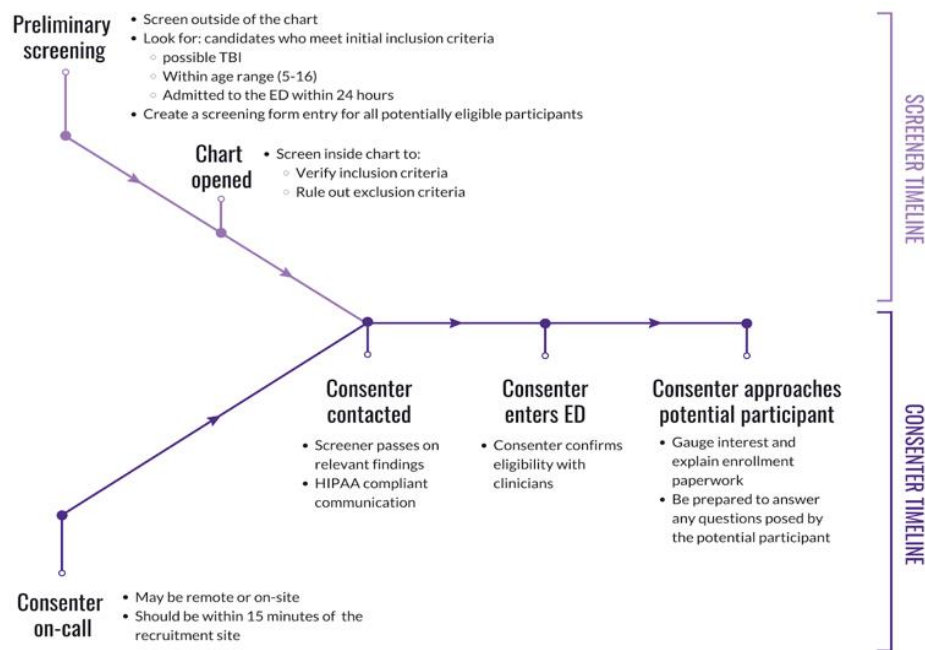 Preliminary
screening
• Screen outside of the chart
• Look for: candidates who meet initial inclusion criteria
○ possible TBI
○ Within age range (5-16)
○ Admitted to the ED within 24 hours
• Create a screening form entry for all potentially eligible participants
Chart
opened
• Screen inside chart to:
○ Verify inclusion criteria
○ Rule out exclusion criteria
SCREENER TIMELINE
Consenter
contacted
• Screener passes on
relevant findings
• HIPAA compliant
communication
Consenter
enters ED
• Consenter confirms
eligibility with
clinicians
Consenter approaches
potential participant
• Gauge interest and
explain enrollment
paperwork
• Be prepared to answer
any questions posed by
the potential participant
CONSENTER TIMELINE
Consenter
on-call
• May be remote or on-site
• Should be within 15 minutes of the
recruitment site